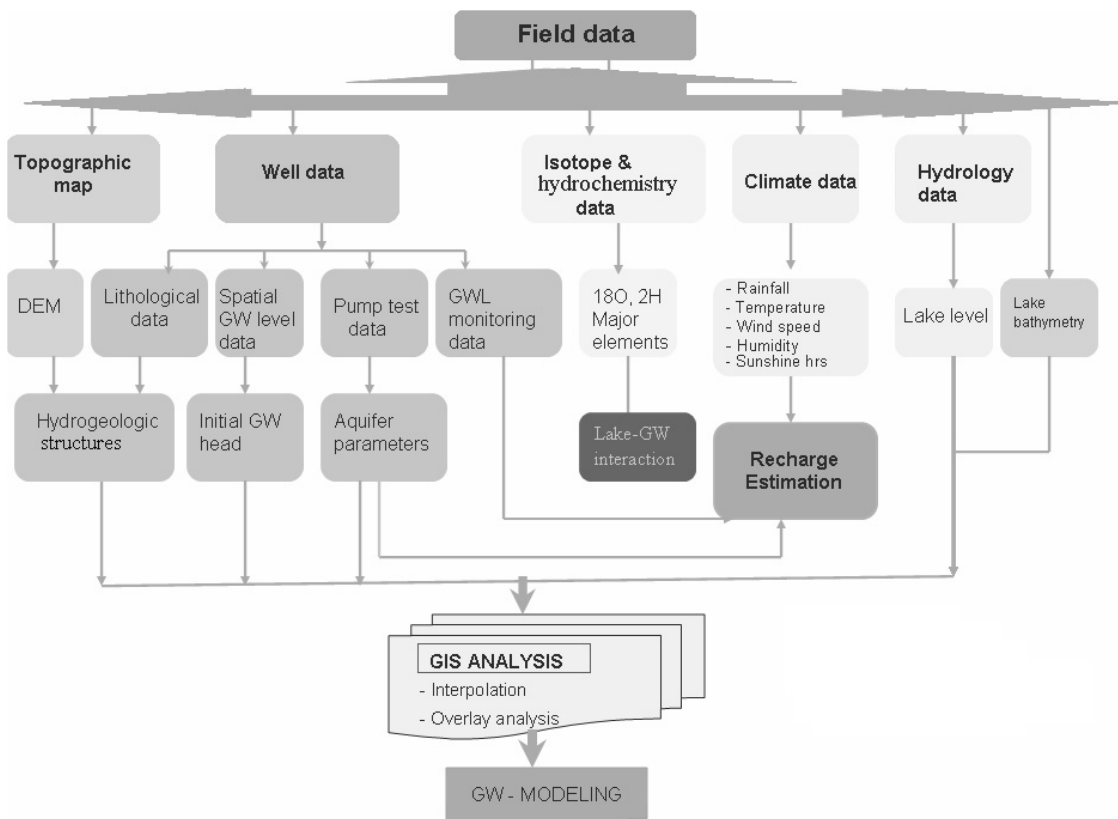 Field data
Topographic
map
Well data
Isotope &
hydrochemistry
data
Climate data
Hydrology
data
DEM
Lithological
data
Spatial
GW level
data
Pump test
data
GWL
monitoring
data
18O, 2H
Major
elements
- Rainfall
- Temperature
- Wind speed
- Humidity
- Sunshine hrs
Lake level
Lake
bathymetry
Hydrogeologic
structures
Initial GW
head
Aquifer
parameters
Lake-GW
interaction
Recharge
Estimation
GIS ANALYSIS
- Interpolation
- Overlay analysis
GW - MODELING